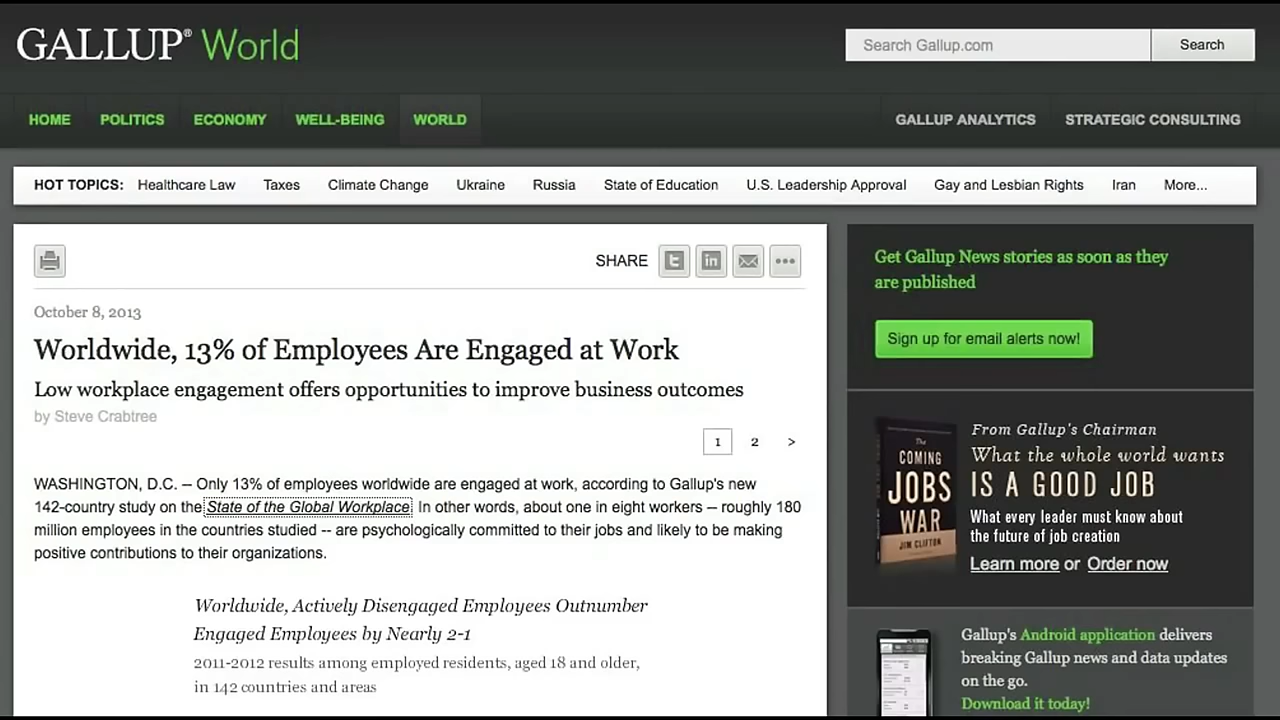 GALLUP® World
Search Gallup.com
Search
HOME POLITICS ECONOMY WELL-BEING WORLD GALLUP ANALYTICS STRATEGIC CONSULTING
HOT TOPICS: Healthcare Law Taxes Climate Change Ukraine Russia State of Education U.S. Leadership Approval Gay and Lesbian Rights Iran More...
SHARE
October 8, 2013
Worldwide, 13% of Employees Are Engaged at Work
Low workplace engagement offers opportunities to improve business outcomes
by Steve Crabtree
1 2 >
WASHINGTON, D.C. -- Only 13% of employees worldwide are engaged at work, according to Gallup's new
142-country study on the State of the Global Workplace. In other words, about one in eight workers -- roughly 180
million employees in the countries studied -- are psychologically committed to their jobs and likely to be making
positive contributions to their organizations.
Worldwide, Actively Disengaged Employees Outnumber
Engaged Employees by Nearly 2-1
2011-2012 results among employed residents, aged 18 and older,
in 142 countries and areas
Get Gallup News stories as soon as they
are published
Sign up for email alerts now!
The
COMING
JOBS
WAR
JIM CLIFTON
From Gallup's Chairman
What the whole world wants
IS A GOOD JOB
What every leader must know about
the future of job creation
Learn more or Order now
Gallup's Android application delivers
breaking Gallup news and data updates
on the go.
Download it today!